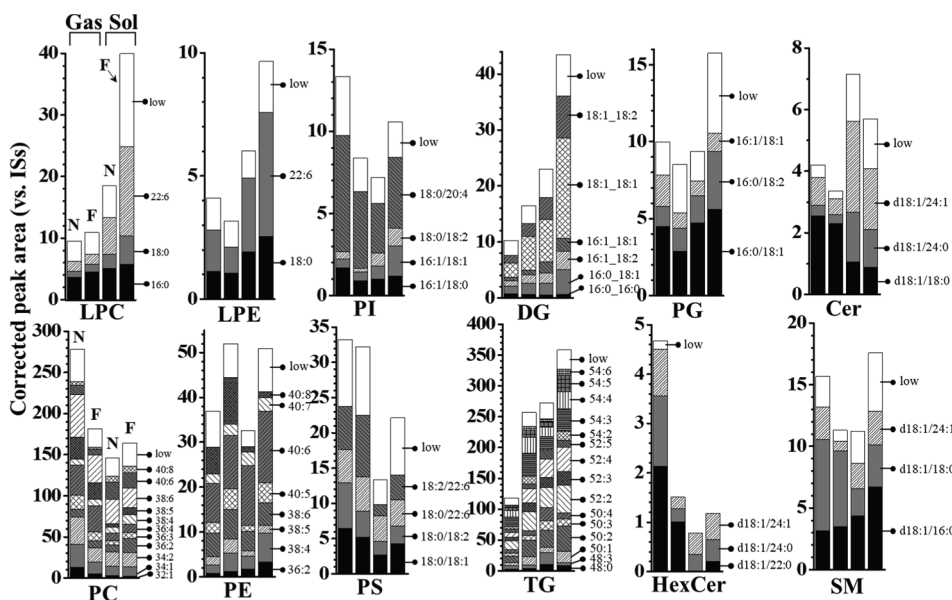 Corrected peak area (vs. ISs)
Gas Sol
40
30
20
10
0
N
F
N
F
low
22:6
18:0
16:0
LPC
10
5
0
22:6
low
18:0
LPE
15
10
5
0
low
18:0/20:4
18:0/18:2
16:1/18:1
16:1/18:0
PI
40
30
20
10
0
low
18:1_18:2
18:1_18:1
16:1_18:1
16:1_18:2
16:0_18:1
16:0_16:0
DG
15
10
5
0
low
16:1/18:1
16:0/18:2
16:0/18:1
PG
8
6
4
2
0
low
d18:1/24:1
d18:1/24:0
d18:1/18:0
Cer
300
250
200
150
100
50
0
N
F
N
F
low
40:8
40:6
38:6
38:5
38:4
36:4
36:3
36:2
34:2
34:1
32:1
PC
50
40
30
20
10
0
low
40:8
40:7
40:6
40:5
38:6
38:5
38:4
36:2
PE
35
30
25
20
15
10
5
0
low
18:2/22:6
18:0/22:6
18:0/18:2
18:0/18:1
PS
400
350
300
250
200
150
100
50
0
low
54:6
54:5
54:4
54:3
54:2
52:5
52:4
52:3
52:2
50:4
50:3
50:2
50:1
48:3
48:2
48:0
TG
5
4
3
2
1
0
low
d18:1/24:1
d18:1/24:0
d18:1/22:0
HexCer
20
15
10
5
0
low
d18:1/24:1
d18:1/18:0
d18:1/16:0
SM